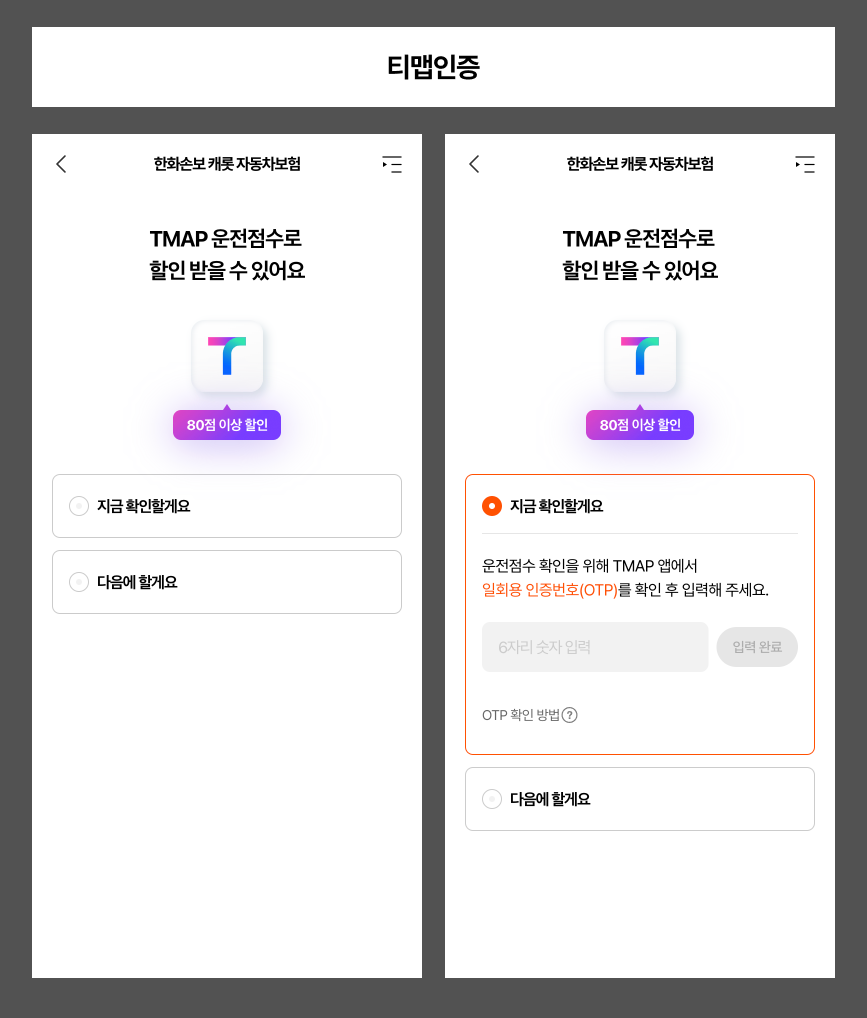 티맵인증
한화손보 캐롯 자동차보험
TMAP 운전점수로
할인 받을 수 있어요
80점 이상 할인
지금 확인할게요
다음에 할게요
한화손보 캐롯 자동차보험
TMAP 운전점수로
할인 받을 수 있어요
80점 이상 할인
지금 확인할게요
운전점수 확인을 위해 TMAP 앱에서
일회용 인증번호(OTP)를 확인 후 입력해 주세요.
6자리 숫자 입력
입력 완료
OTP 확인 방법?
다음에 할게요